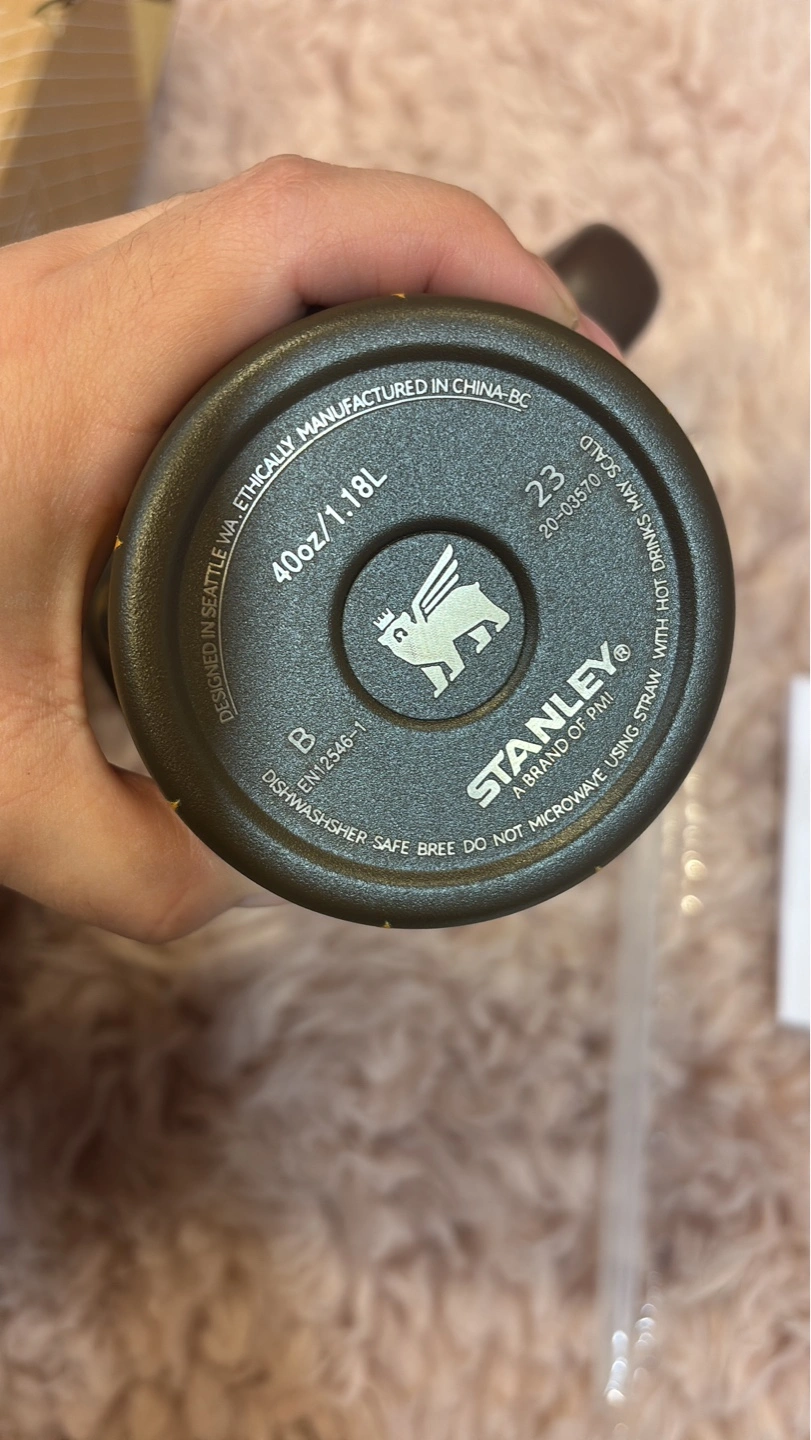 DESIGNED IN SEATTLE WA. ETHICALLY MANUFACTURED IN CHINA-BC
40oz/1.18L
23
20-03570
B
EN12546-1
STANLEY®
A BRAND OF PMI
DISHWASHSHER SAFE BREE DO NOT MICROWAVE USING STRAW WITH HOT DRINKS MAY SCALD